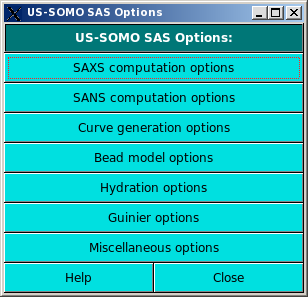 US-SOMO SAS Options
US-SOMO SAS Options:
SAXS computation options
SANS computation options
Curve generation options
Bead model options
Hydration options
Guinier options
Miscellaneous options
Help Close